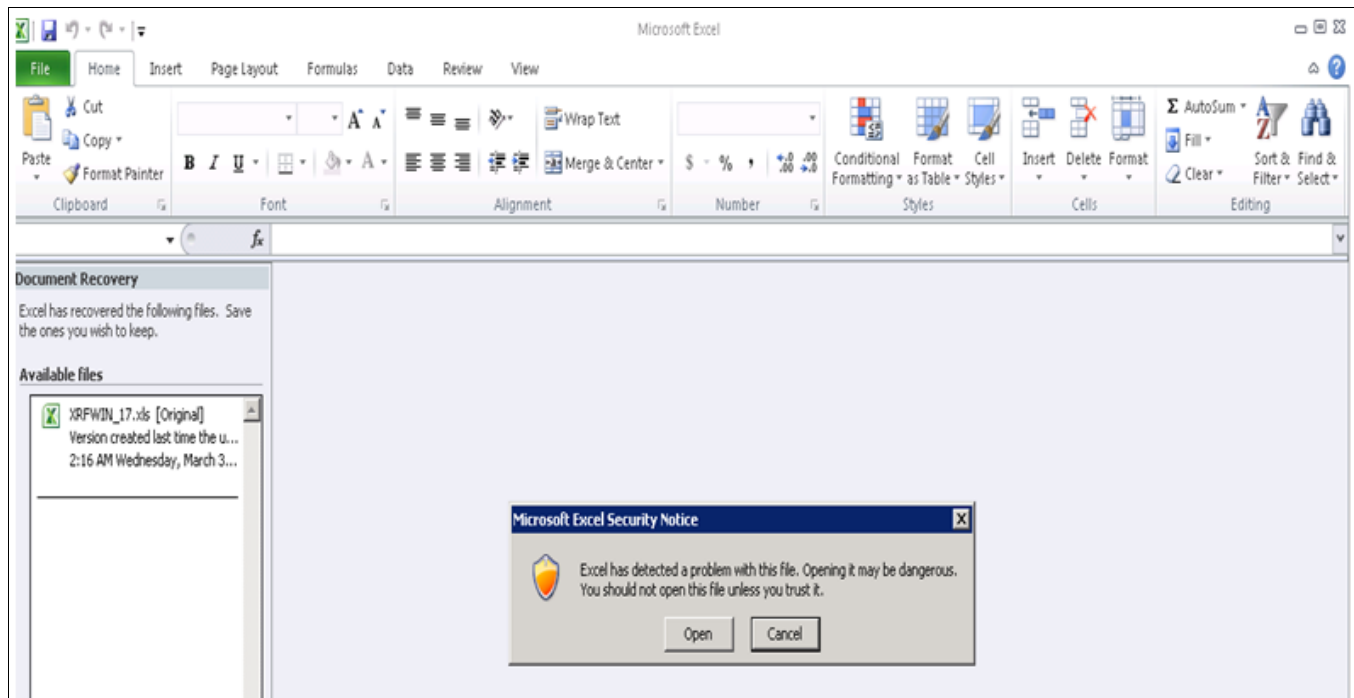 Microsoft Excel
File Home Insert Page Layout Formulas Data Review View
Cut
Copy
Paste
Format Painter
B I U
A A
A
Wrap Text
Merge & Center
$ % ,
Conditional Formatting
Format as Table
Cell Styles
Insert Delete Format
Σ AutoSum
Fill
Clear
Sort & Filter
Find & Select
Clipboard Font Alignment Number Styles Cells Editing
fx
Document Recovery
Excel has recovered the following files. Save
the ones you wish to keep.
Available files
XRFWIN_17.xls [Original]
Version created last time the u...
2:16 AM Wednesday, March 3...
Microsoft Excel Security Notice
Excel has detected a problem with this file. Opening it may be dangerous.
You should not open this file unless you trust it.
Open Cancel